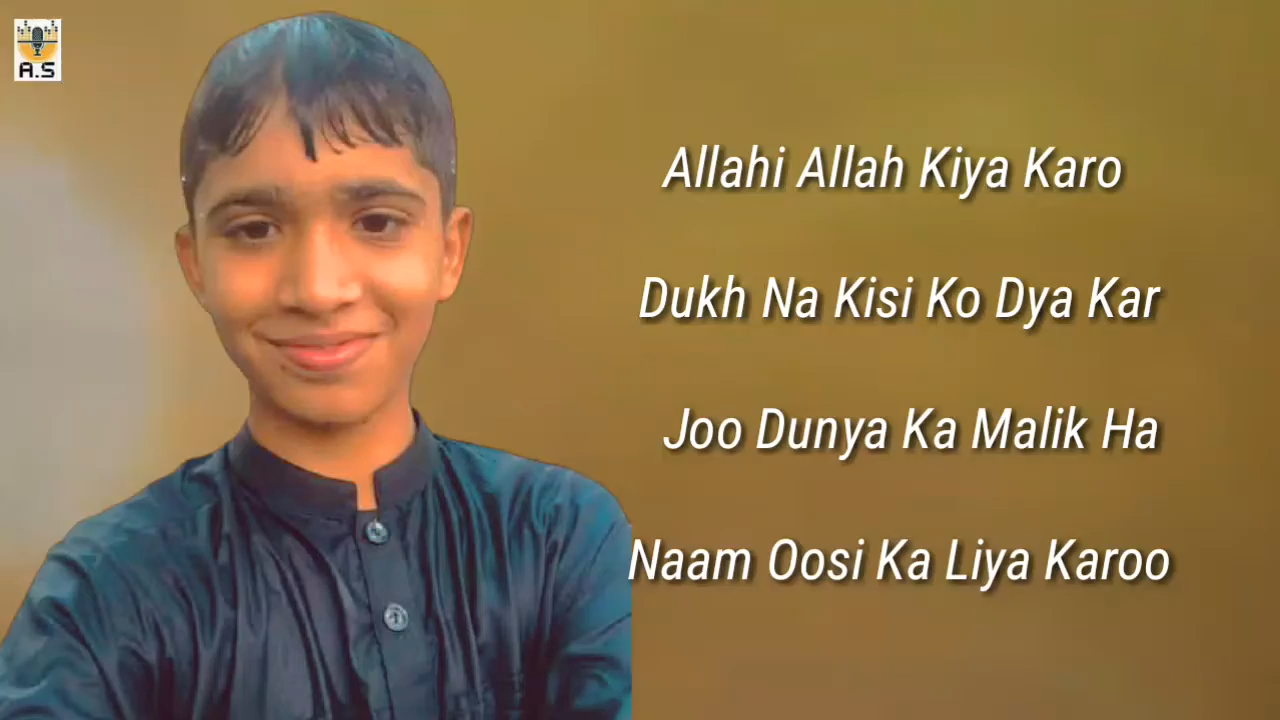 A.S
Allahi Allah Kiya Karo
Dukh Na Kisi Ko Dya Kar
Joo Dunya Ka Malik Ha
Naam Oosi Ka Liya Karoo